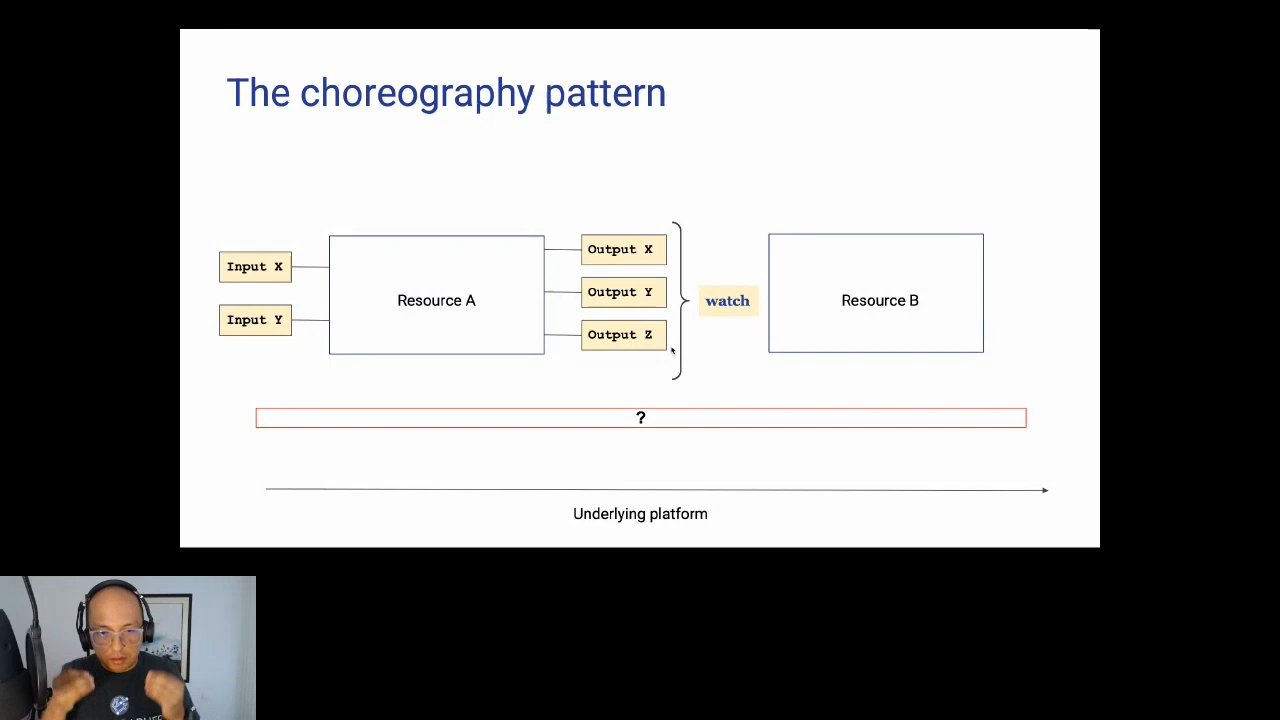 The choreography pattern
Input X
Input Y
Resource A
Output X
Output Y
Output Z
watch
Resource B
?
Underlying platform